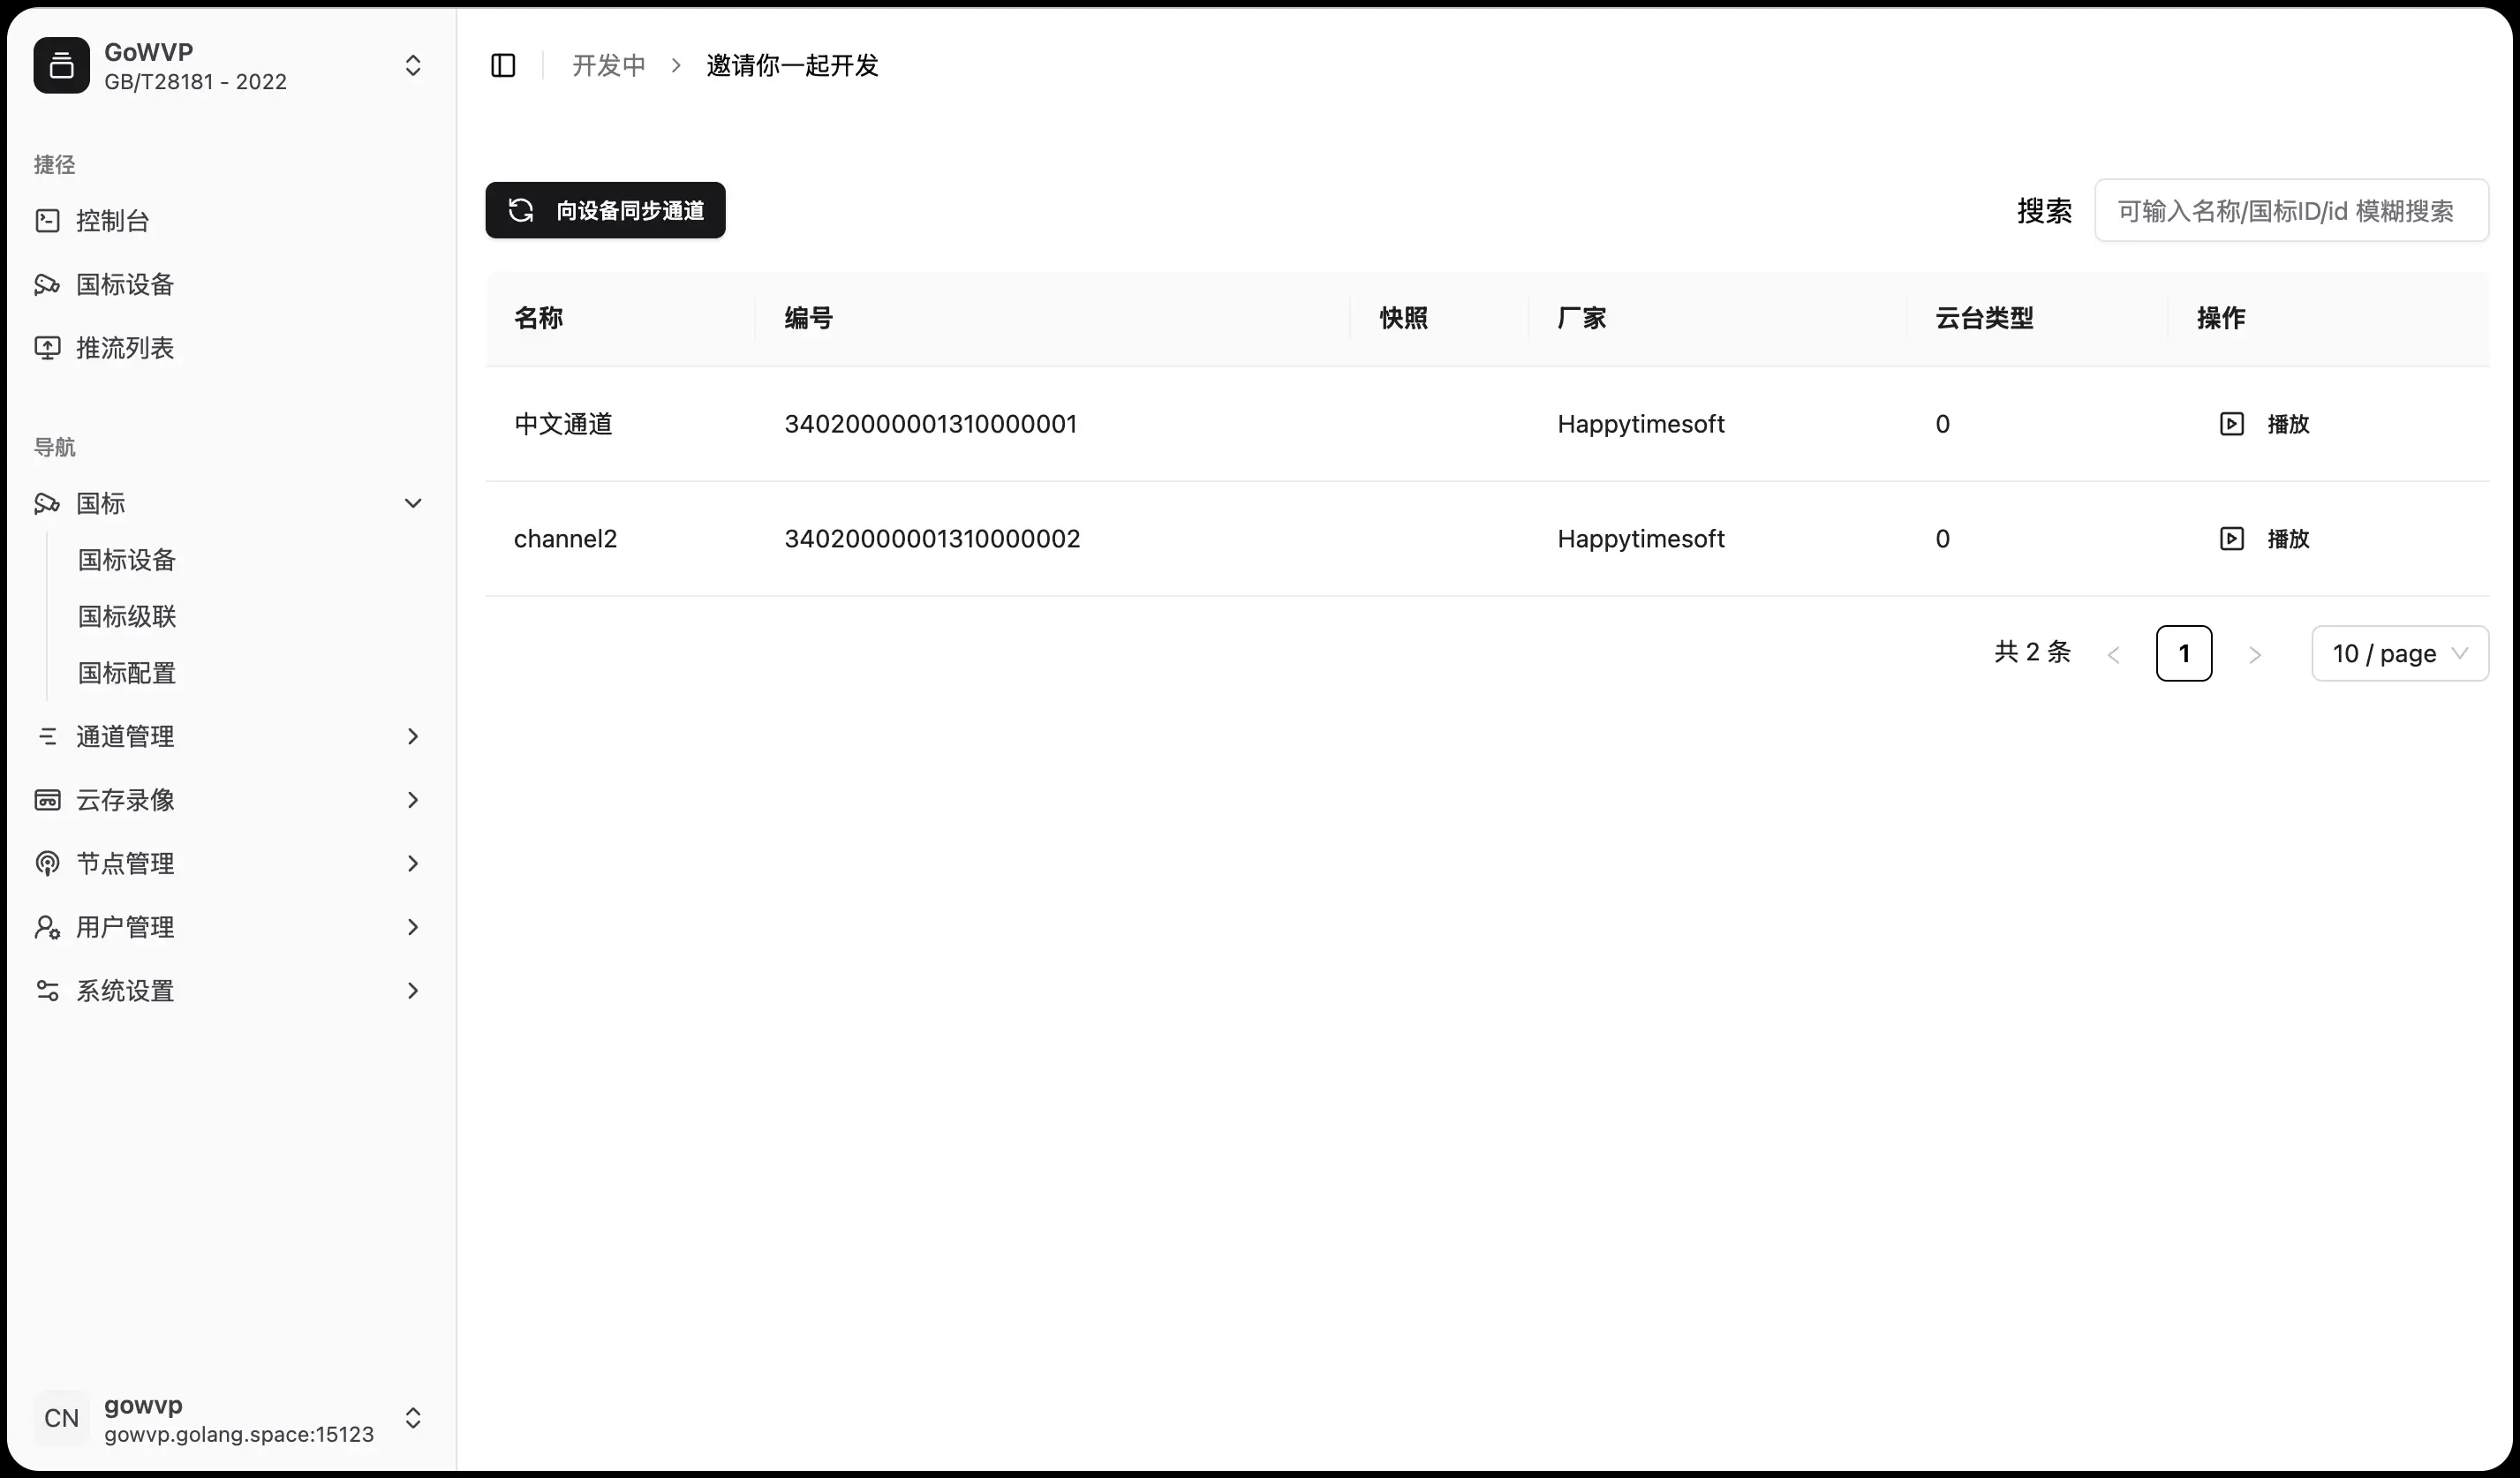 GoWVP
GB/T28181 - 2022
捷径
控制台
国标设备
推流列表
导航
国标
国标设备
国标级联
国标配置
通道管理
云存录像
节点管理
用户管理
系统设置
CN
gowvp
gowvp.golang.space:15123
开发中 > 邀请你一起开发
向设备同步通道
搜索 可输入名称/国标ID/id 模糊搜索
名称 编号 快照 厂家 云台类型 操作
中文通道 34020000001310000001 Happytimesoft 0 播放
channel2 34020000001310000002 Happytimesoft 0 播放
共 2 条 < 1 > 10 / page